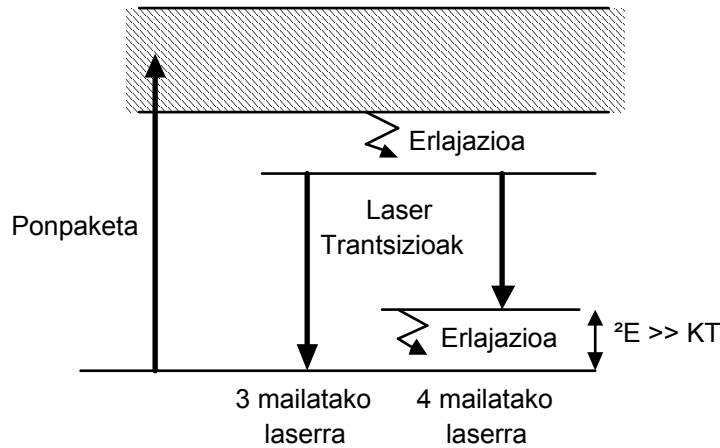 Erlajazioa
Ponpaketa
Laser
Trantsizioak
Erlajazioa
²E >> KT
3 mailatako
laserra
4 mailatako
laserra